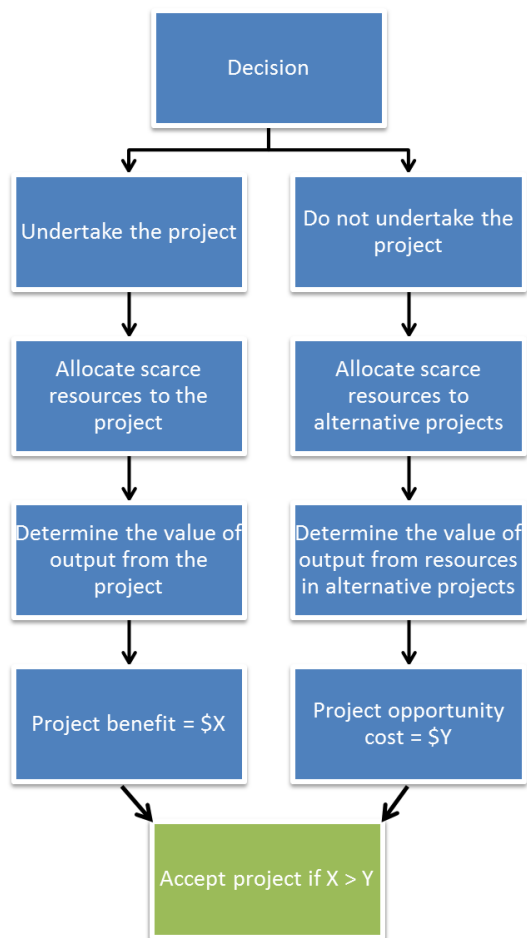 Decision
Undertake the project
Do not undertake the
project
Allocate scarce
resources to the
project
Allocate scarce
resources to
alternative projects
Determine the value of
output from the
project
Determine the value of
output from resources
in alternative projects
Project benefit = $X
Project opportunity
cost = $Y
Accept project if X > Y